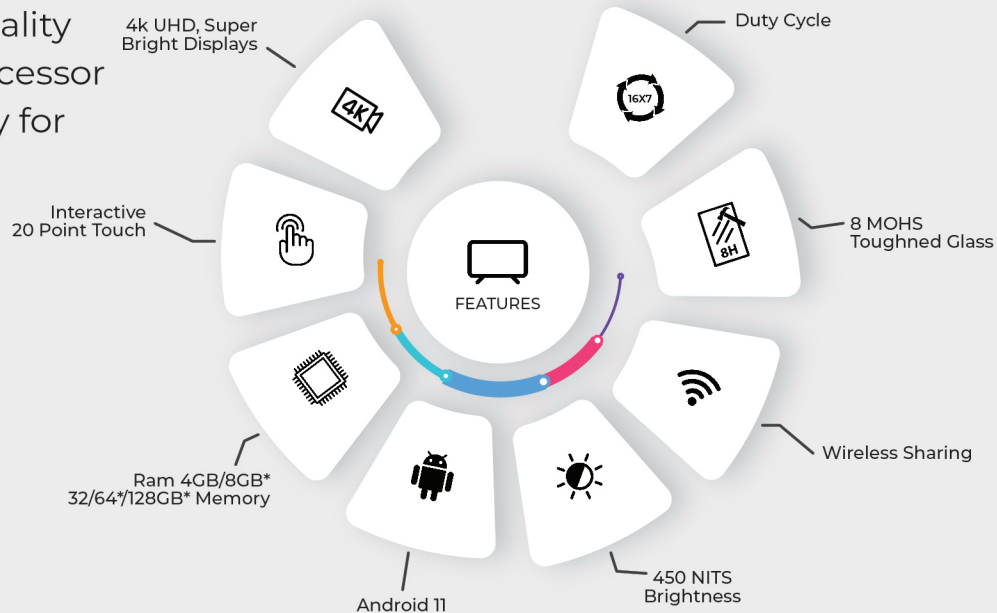 ality
cessor
y for
4k UHD, Super
Bright Displays
4K
Duty Cycle
16X7
Interactive
20 Point Touch
8H
8 MOHS
Toughned Glass
FEATURES
Ram 4GB/8GB*
32/64*/128GB* Memory
Wireless Sharing
Android 11
450 NITS
Brightness